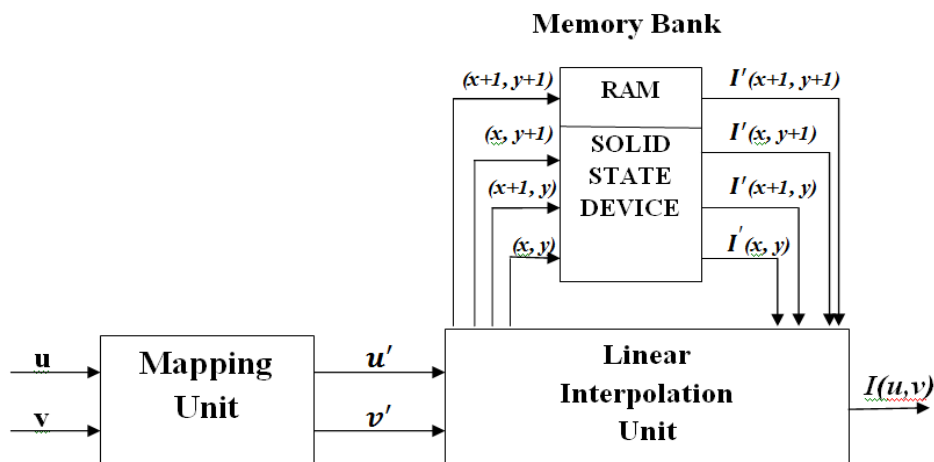 Memory Bank
(x+1, y+1)
RAM
I′(x+1, y+1)
(x, y+1)
SOLID
I′(x, y+1)
STATE
(x+1, y)
DEVICE
I′(x+1, y)
(x, y)
I′(x, y)
u
Mapping
u′
Linear
Unit
Interpolation
I(u,v)
v
v′
Unit